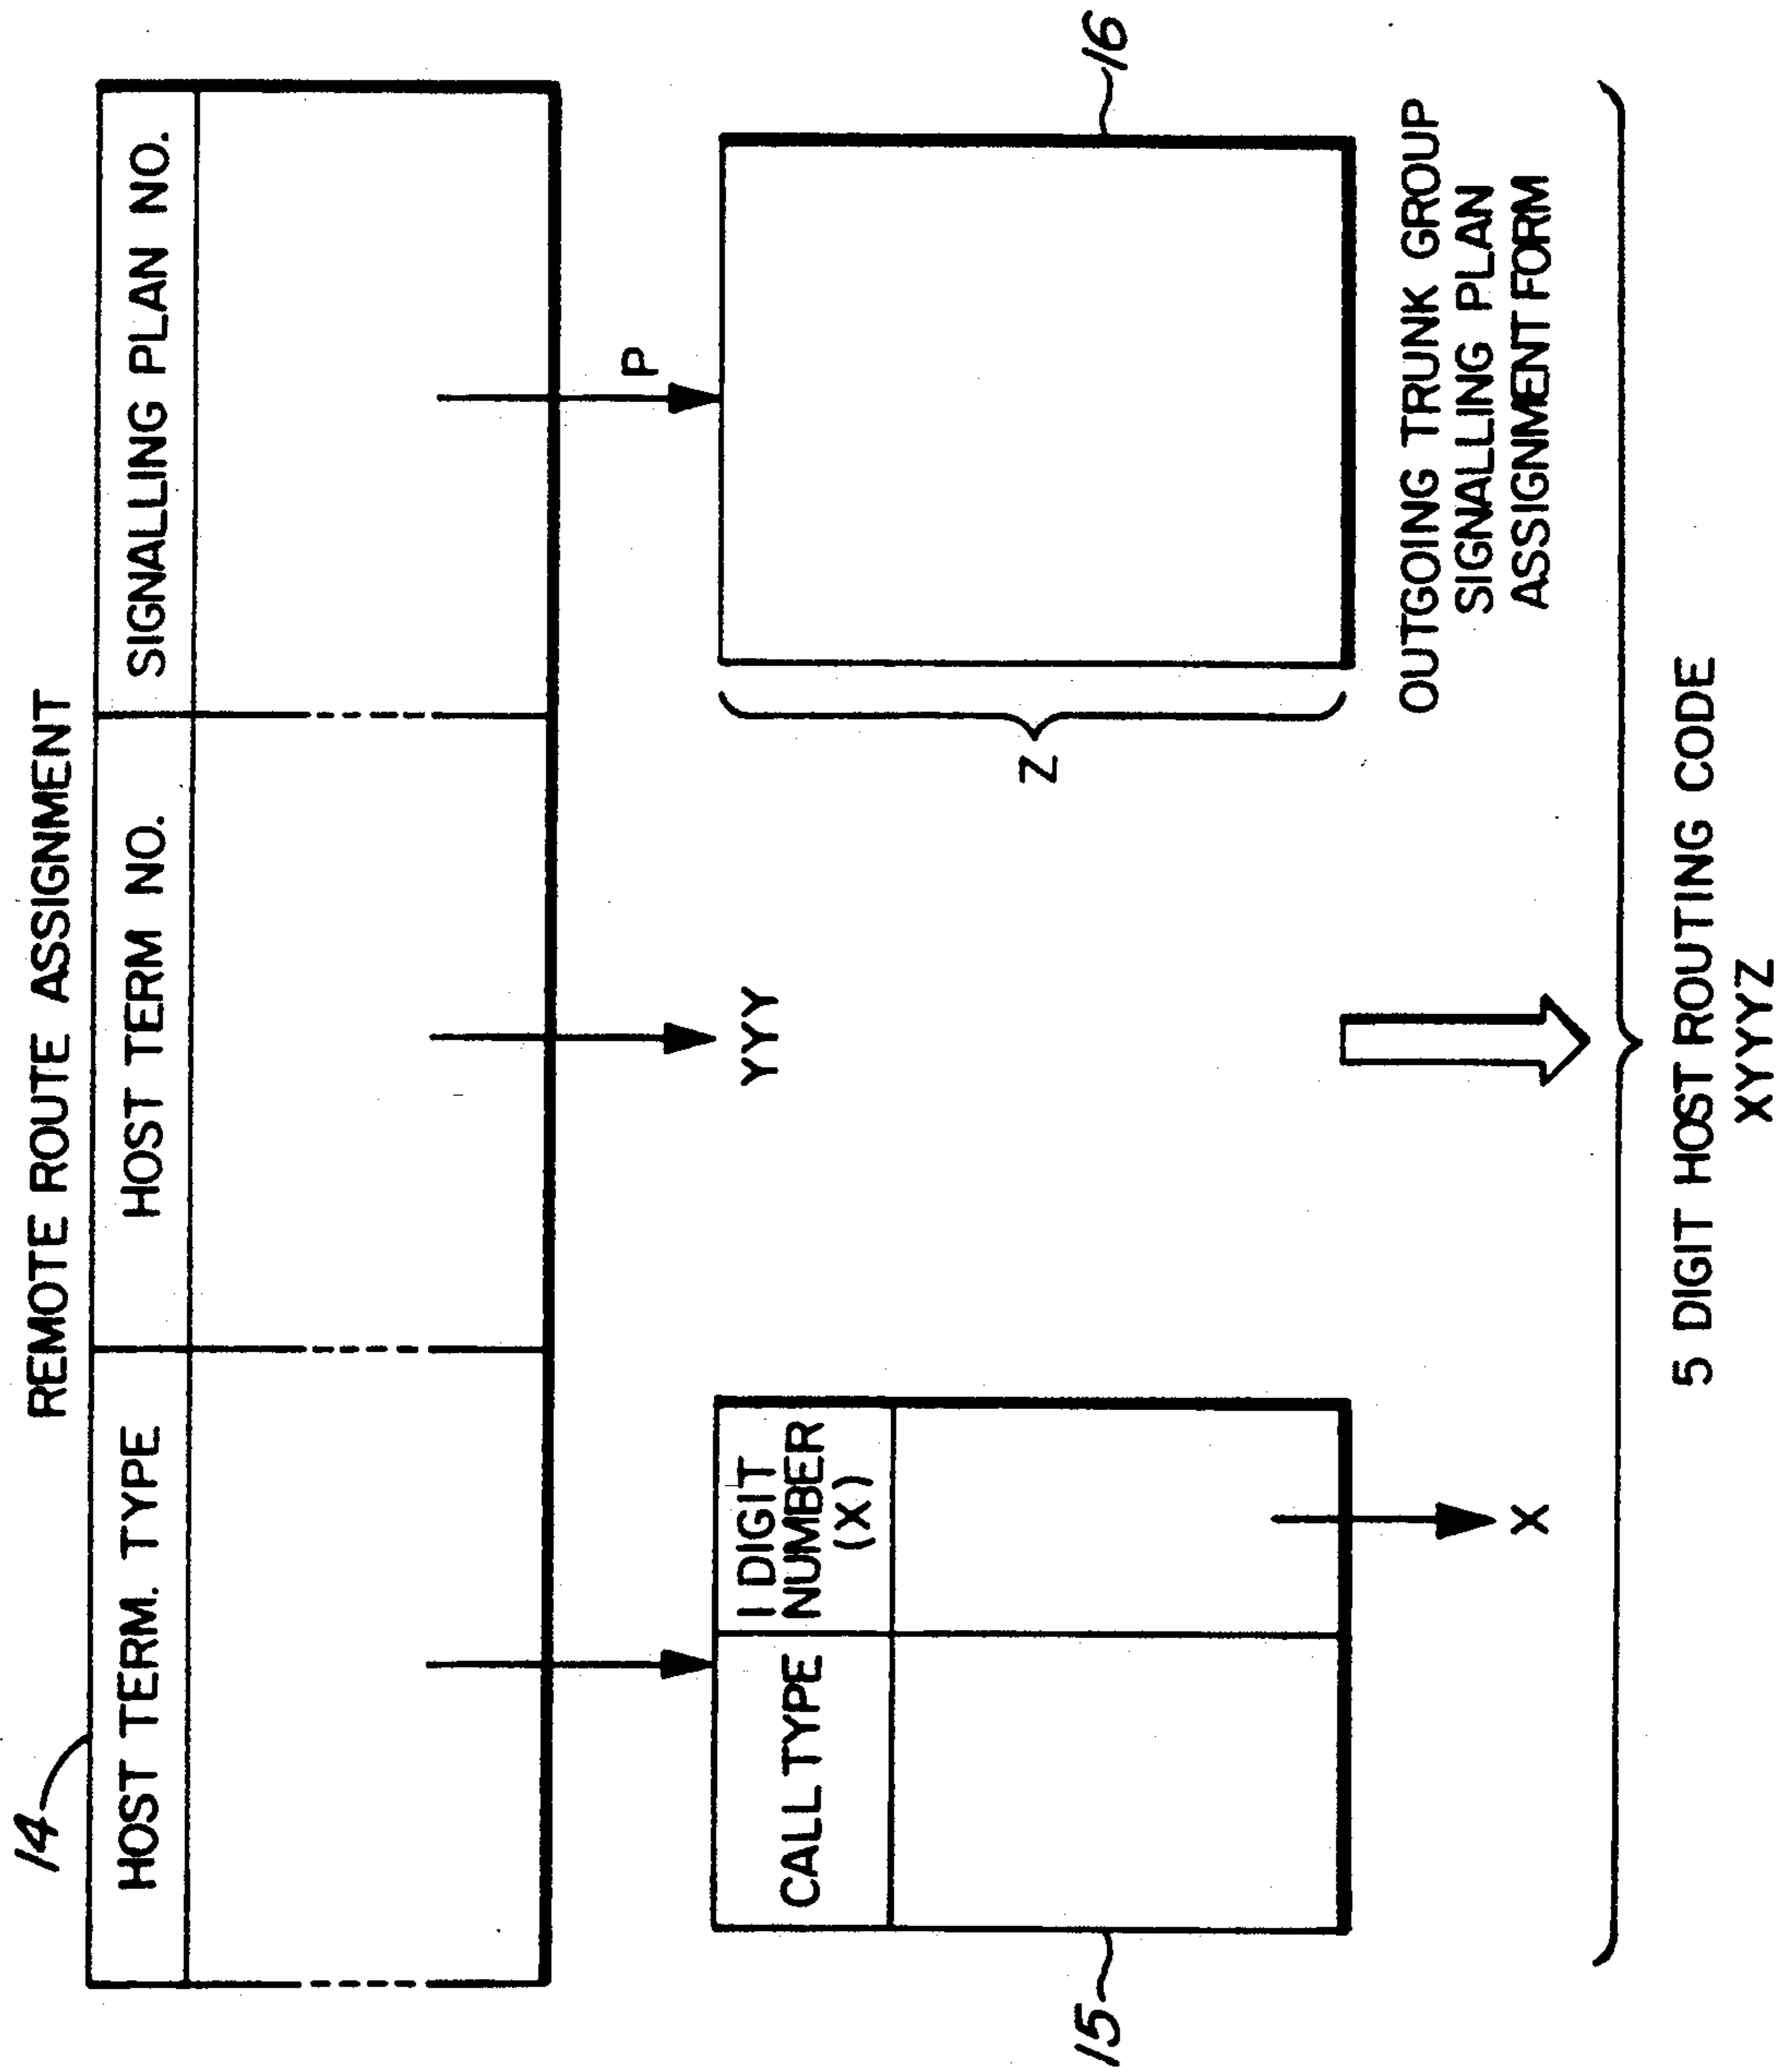 REMOTE ROUTE ASSIGNMENT
14
HOST TERM. TYPE
HOST TERM NO.
SIGNALLING PLAN NO.
P
YYY
15
CALL TYPE
1 DIGIT
NUMBER
(X)
X
Z
16
OUTGOING TRUNK GROUP
SIGNALLING PLAN
ASSIGNMENT FORM
5 DIGIT HOST ROUTING CODE
XYYYZ